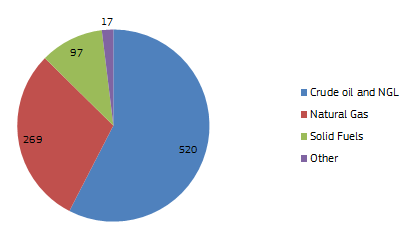 17
97
269
520
Crude oil and NGL
Natural Gas
Solid Fuels
Other